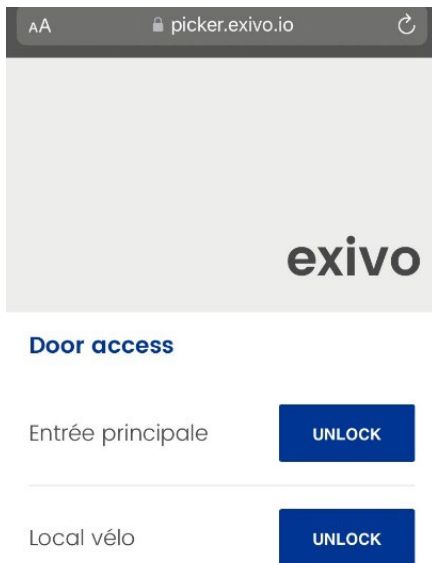 AA picker.exivo.io
exivo
Door access
Entrée principale UNLOCK
Local vélo UNLOCK